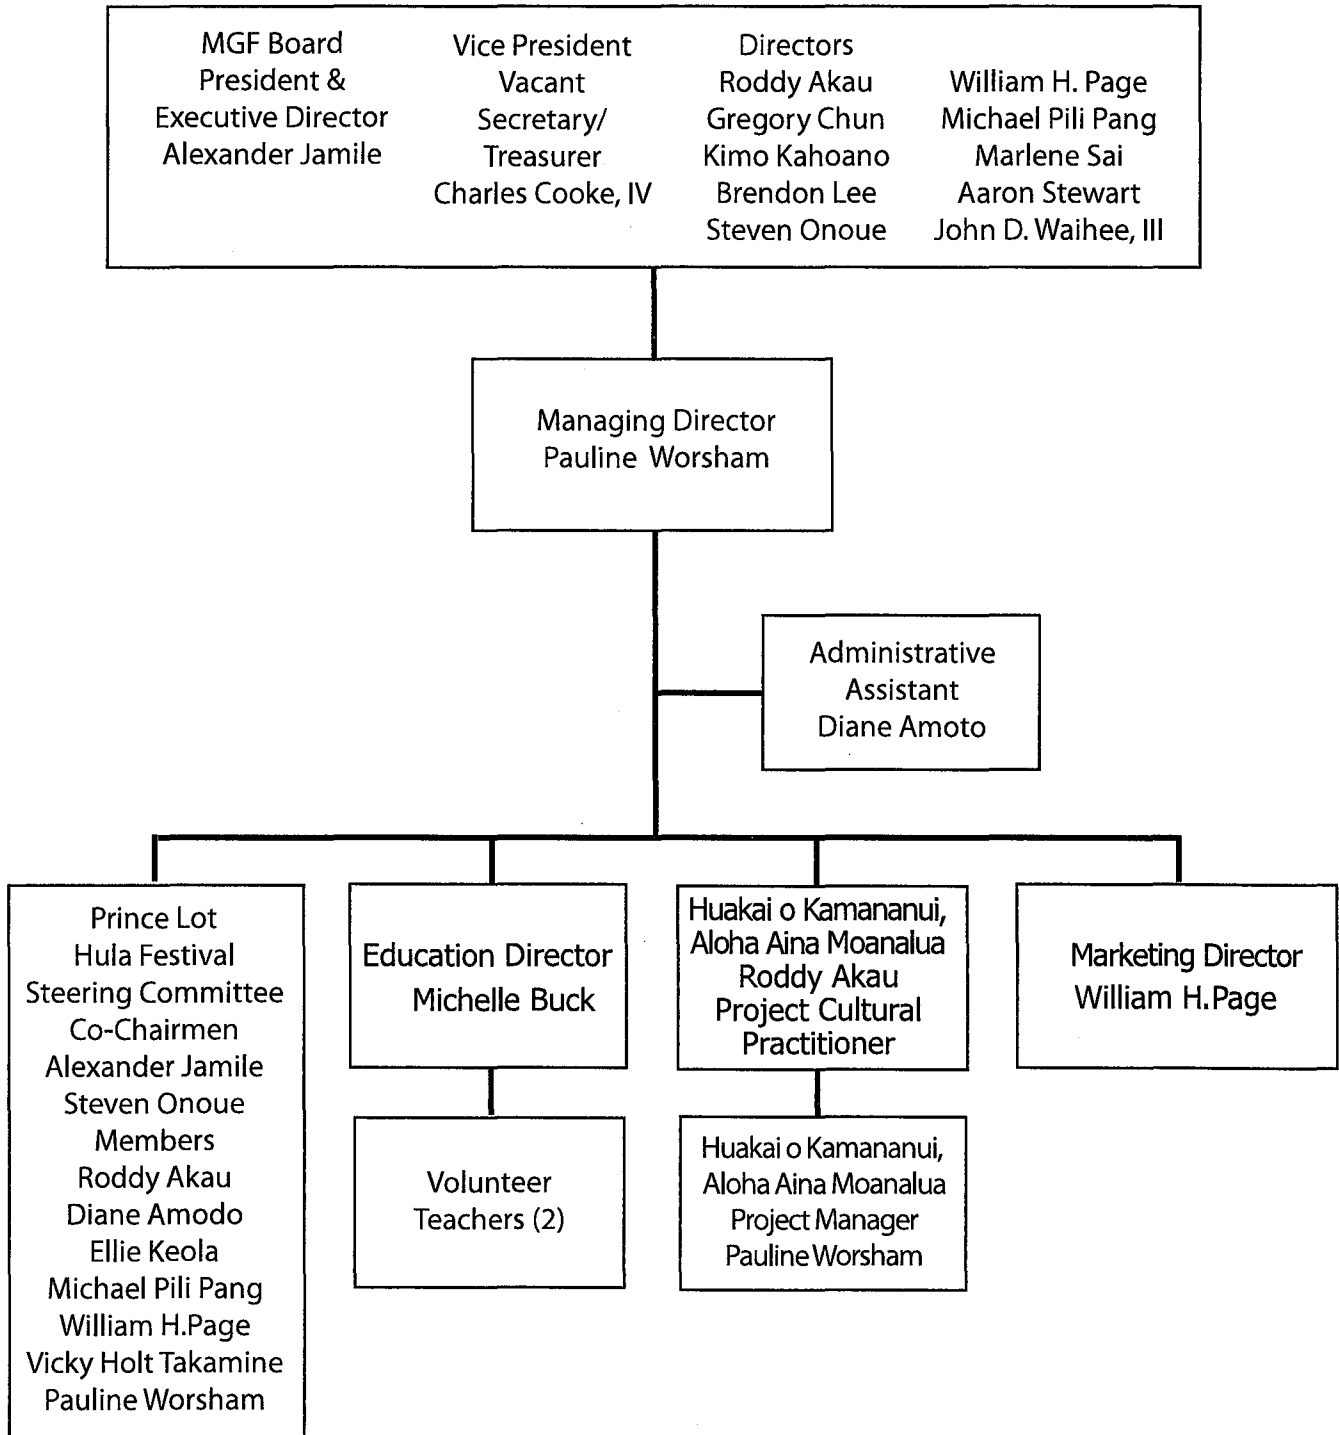 MGF Board
President &
Executive Director
Alexander Jamile
Vice President
Vacant
Secretary/
Treasurer
Charles Cooke, IV
Directors
Roddy Akau
Gregory Chun
Kimo Kahoano
Brendon Lee
Steven Onoue
William H. Page
Michael Pili Pang
Marlene Sai
Aaron Stewart
John D. Waihee, III
Managing Director
Pauline Worsham
Administrative
Assistant
Diane Amoto
Prince Lot
Hula Festival
Steering Committee
Co-Chairmen
Alexander Jamile
Steven Onoue
Members
Roddy Akau
Diane Amodo
Ellie Keola
Michael Pili Pang
William H.Page
Vicky Holt Takamine
Pauline Worsham
Education Director
Michelle Buck
Volunteer
Teachers (2)
Huakai o Kamananui,
Aloha Aina Moanalua
Roddy Akau
Project Cultural
Practitioner
Huakai o Kamananui,
Aloha Aina Moanalua
Project Manager
Pauline Worsham
Marketing Director
William H.Page